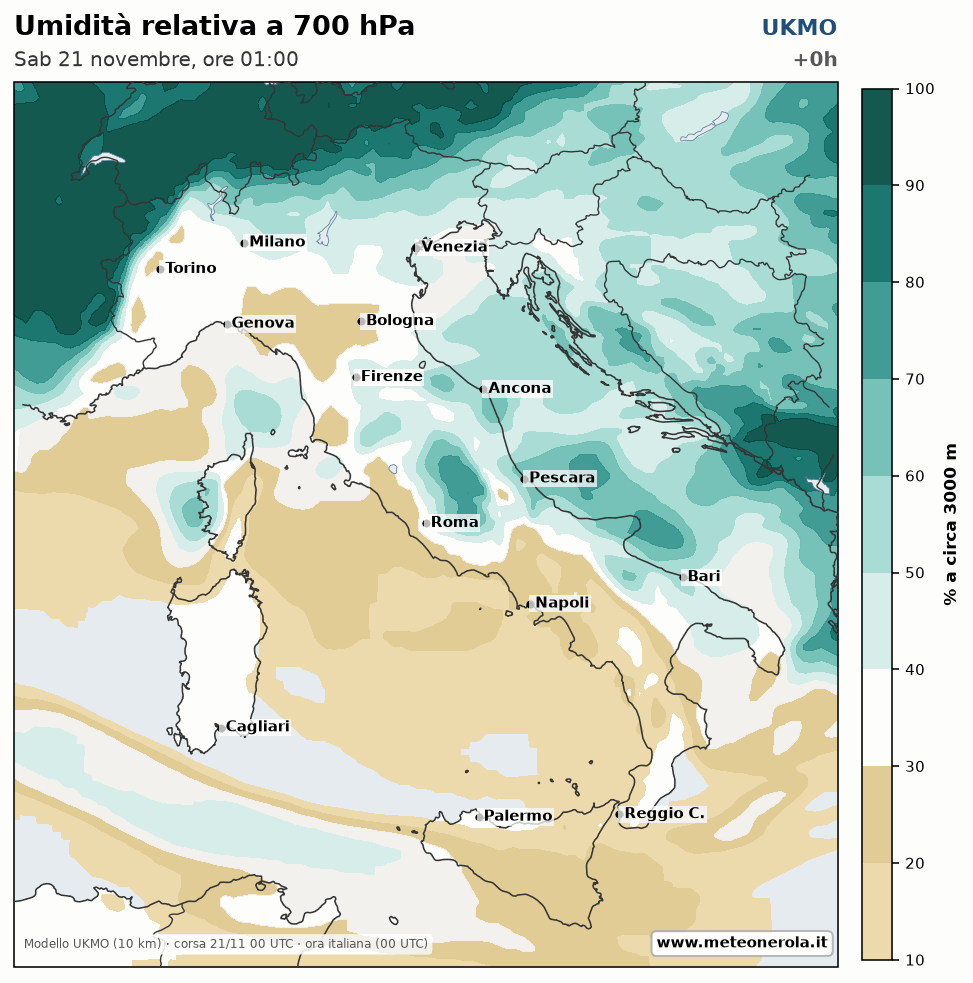 Umidità relativa a 700 hPa
UKMO
Sab 21 novembre, ore 01:00
+0h
100
90
80
70
60
50
40
30
20
10
% a circa 3000 m
Milano
Venezia
Torino
Genova
Bologna
Firenze
Ancona
Pescara
Roma
Bari
Napoli
Cagliari
Palermo
Reggio C.
Modello UKMO (10 km) · corsa 21/11 00 UTC · ora italiana (00 UTC)
www.meteonerola.it